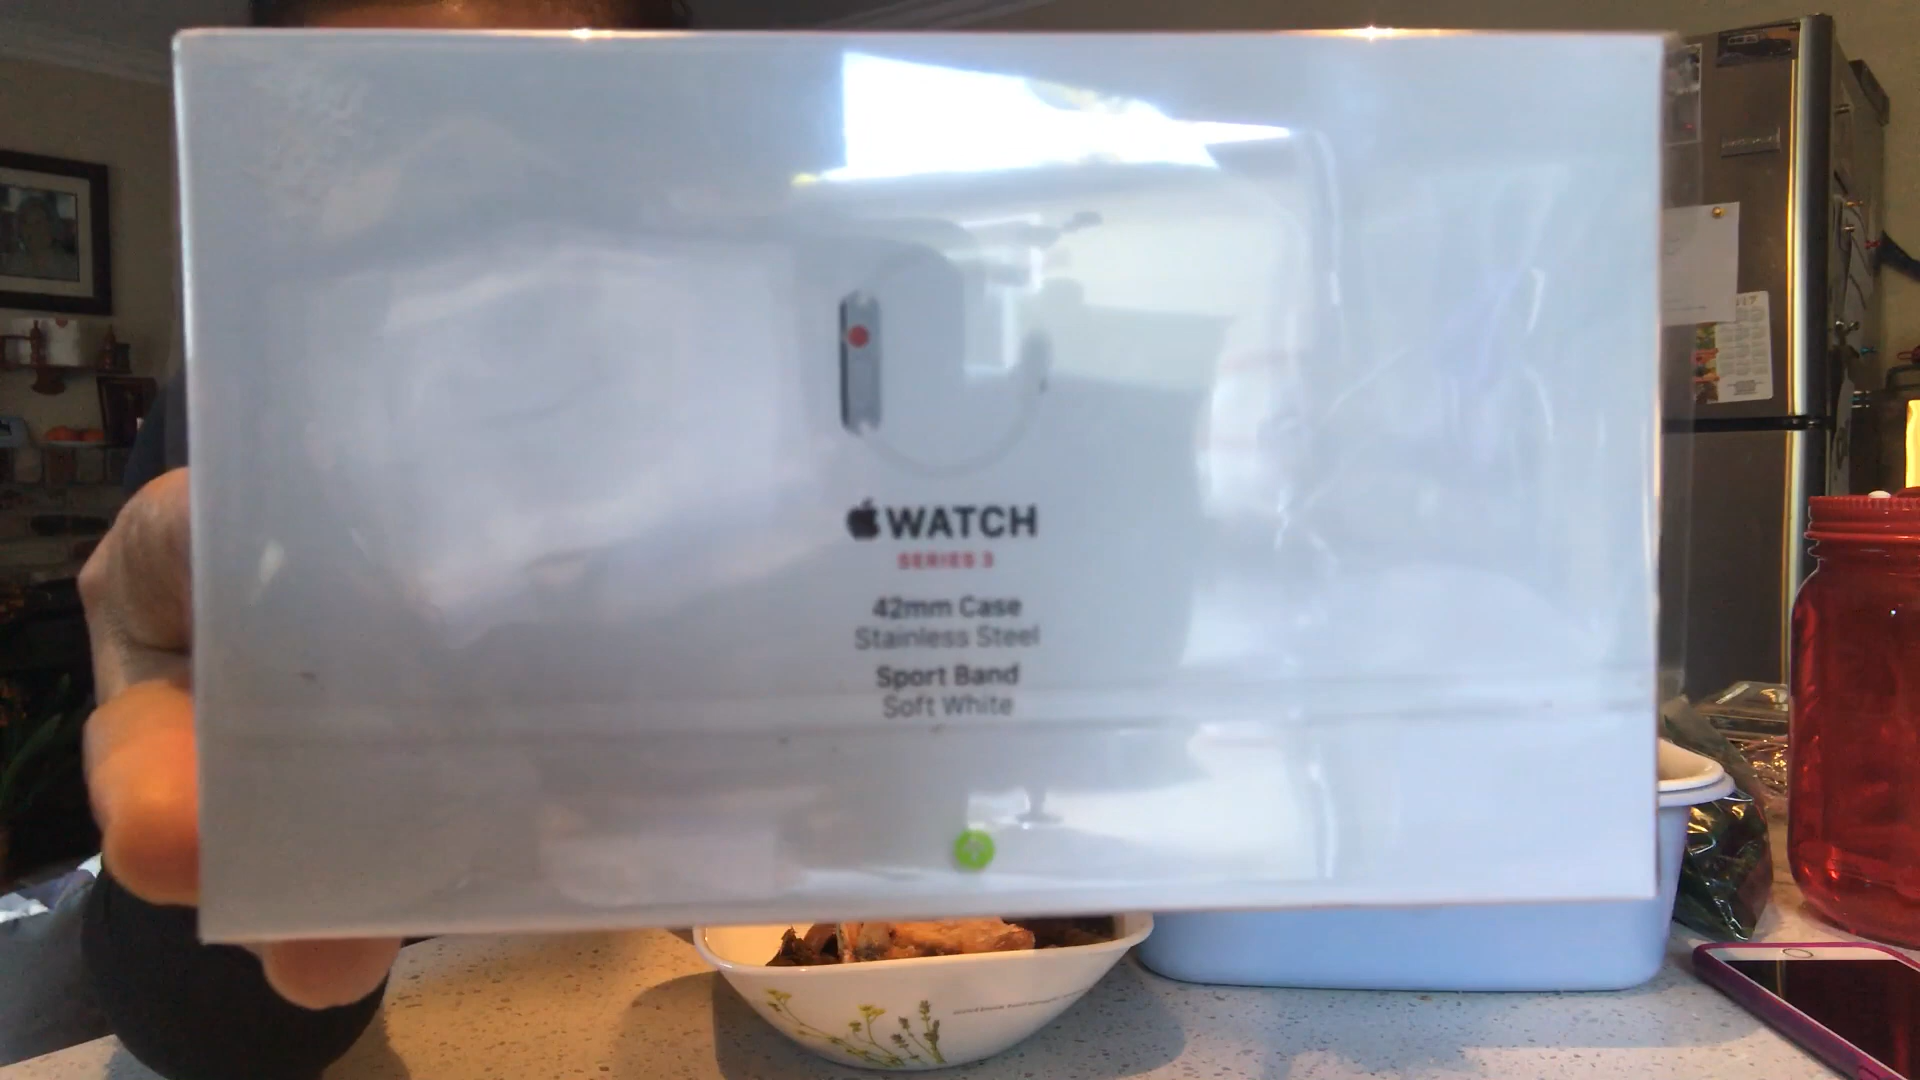 WATCH
SERIES 3
42mm Case
Stainless Steel
Sport Band
Soft White